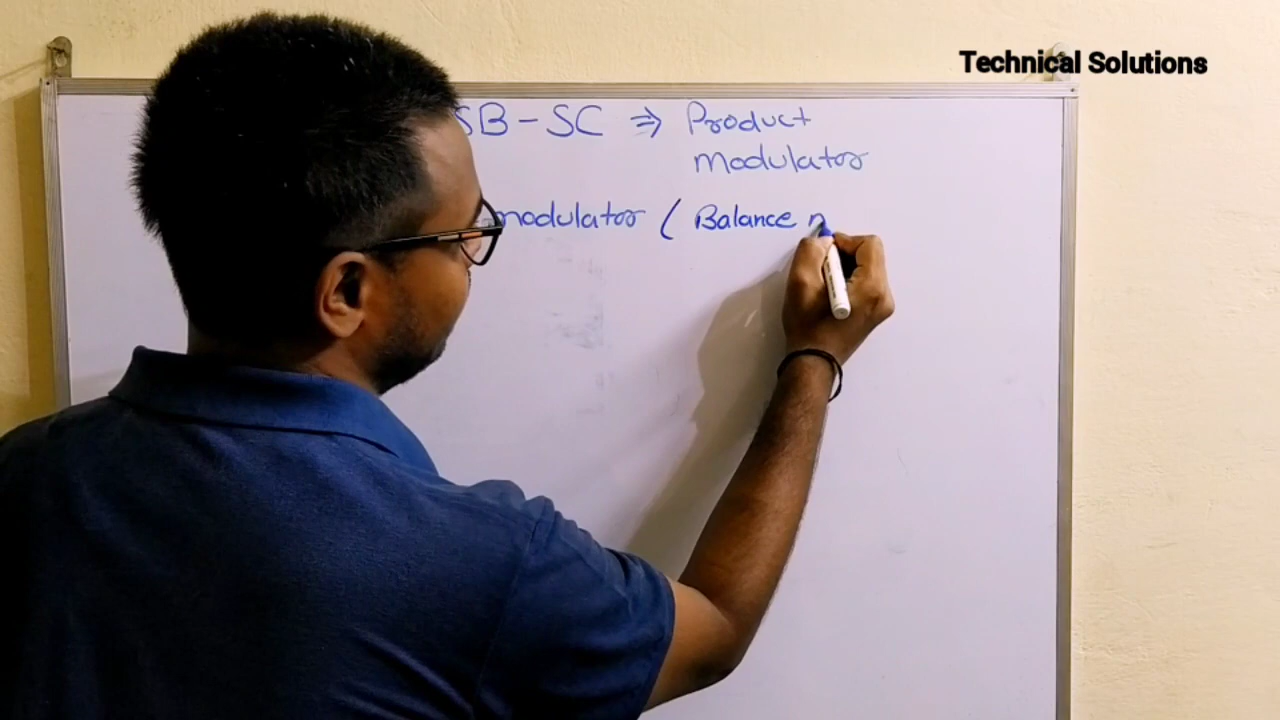 Technical Solutions
SB-SC ⇒ Product
modulator
modulator ( Balance